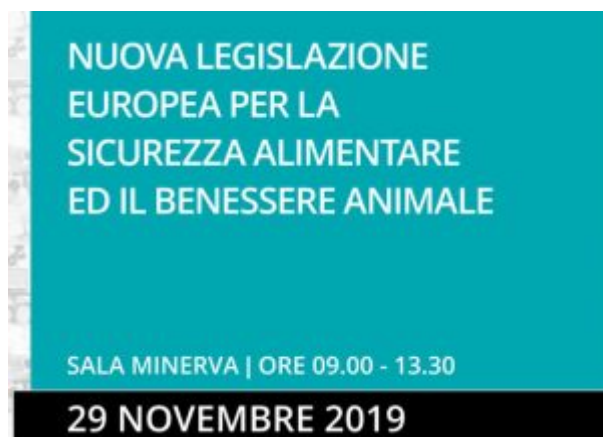 NUOVA LEGISLAZIONE
EUROPEA PER LA
SICUREZZA ALIMENTARE
ED IL BENESSERE ANIMALE
SALA MINERVA | ORE 09.00 - 13.30
29 NOVEMBRE 2019